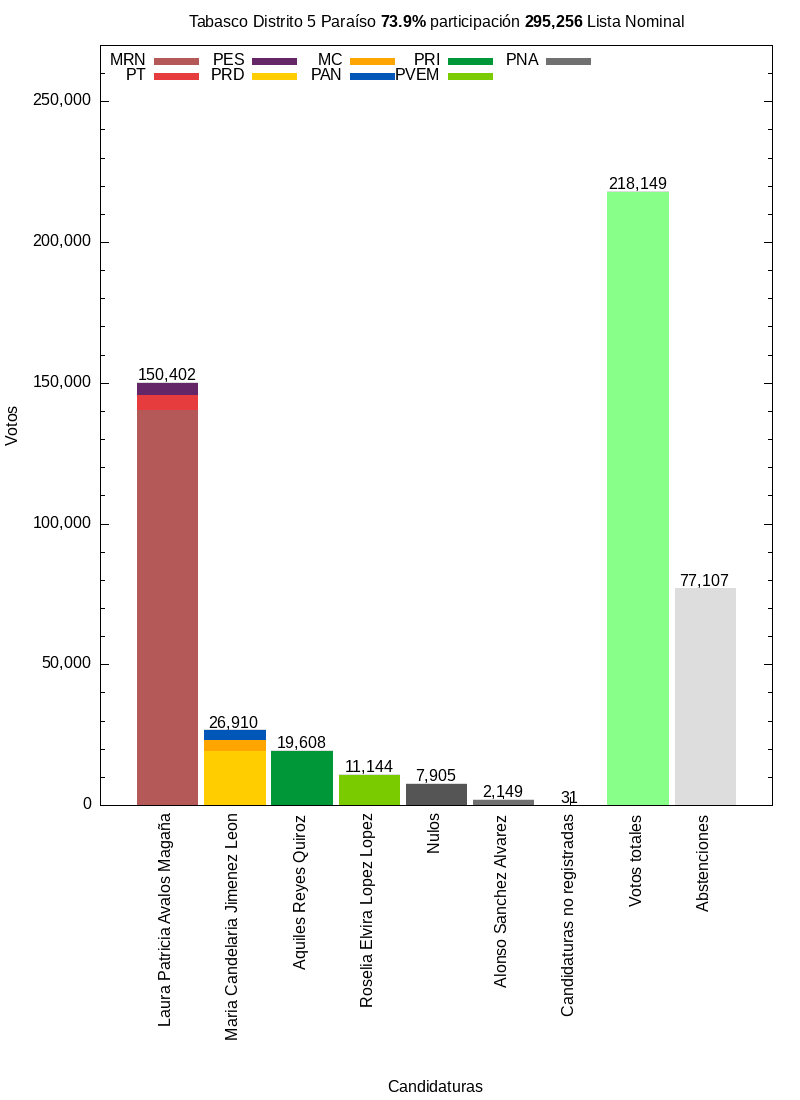 Tabasco Distrito 5 Paraíso 73.9% participación 295,256 Lista Nominal
MRN PES MC PRI PNA
PT PRD PAN PVEM
250,000
200,000
150,000
100,000
50,000
0
Votos
150,402
26,910
19,608
11,144
7,905
2,149
31
218,149
77,107
Laura Patricia Avalos Magaña
Maria Candelaria Jimenez Leon
Aquiles Reyes Quiroz
Roselia Elvira Lopez Lopez
Nulos
Alonso Sanchez Alvarez
Candidaturas no registradas
Votos totales
Abstenciones
Candidaturas